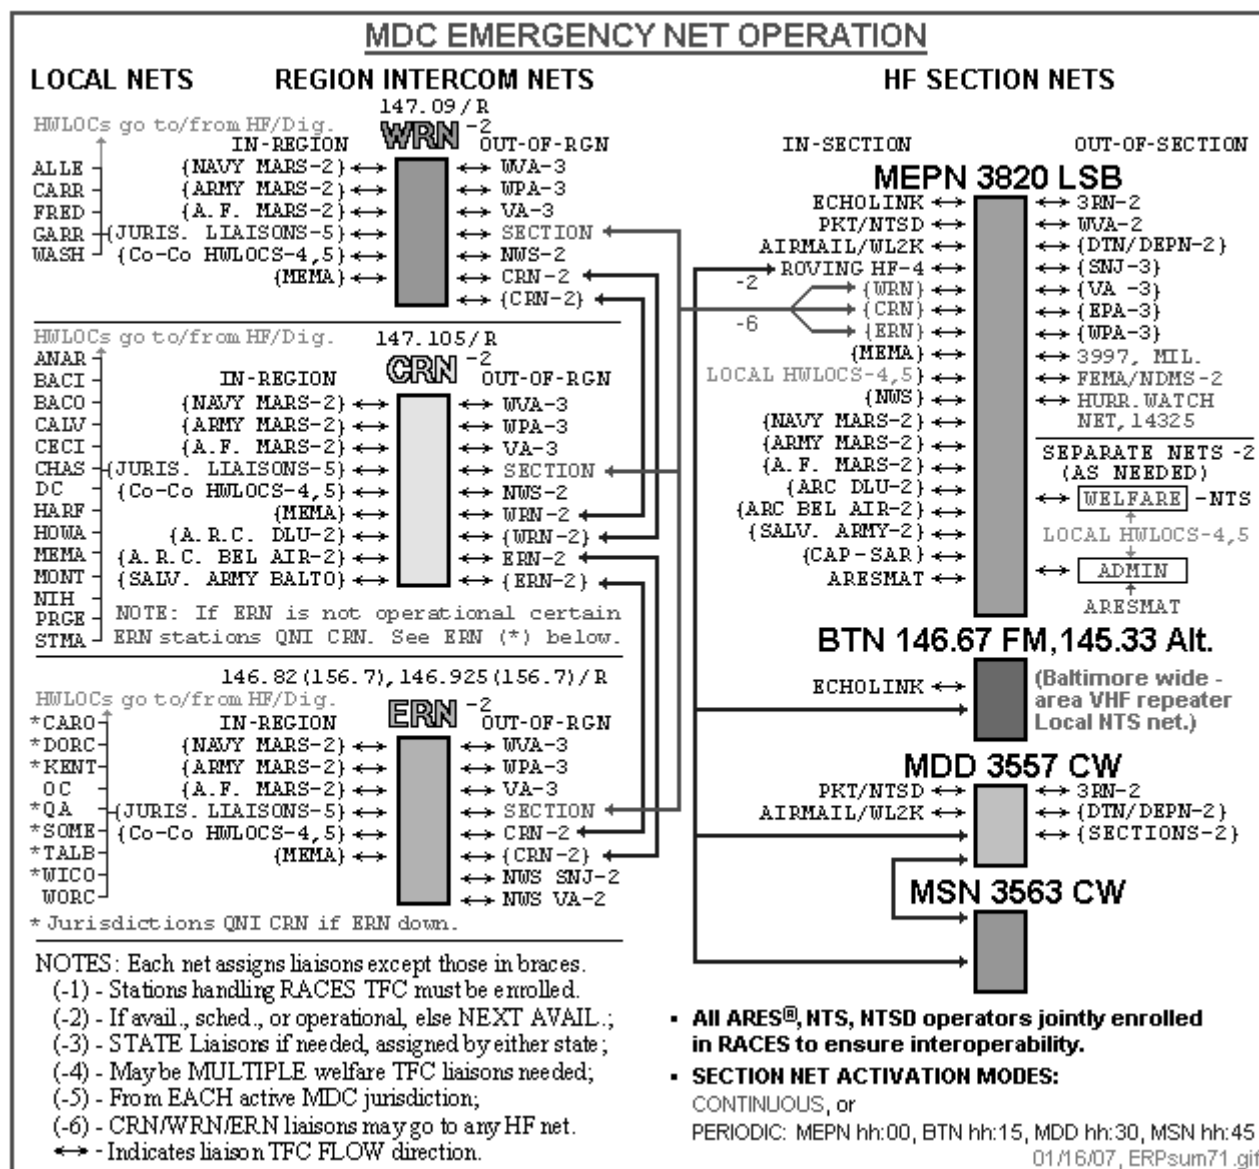 MDC EMERGENCY NET OPERATION
LOCAL NETS
REGION INTERCOM NETS
147.09/R
HWLOCs go to/from HF/Dig.
WRN -2
IN-REGION
OUT-OF-RGN
ALLE
CARR
FRED
GARR
WASH
{NAVY MARS-2}
{ARMY MARS-2}
{A.F. MARS-2}
{JURIS. LIAISONS-5}
{Co-Co HWLOCS-4,5}
{MEMA}
WVA-3
WPA-3
VA-3
SECTION
NWS-2
CRN-2
{CRN-2}
HWLOCs go to/from HF/Dig.
147.105/R
CRN -2
IN-REGION
OUT-OF-RGN
ANAR
BACI
BACO
CALV
CECI
CHAS
DC
HARF
HOWA
MEMA
MONT
NIH
PRGE
STMA
{NAVY MARS-2}
{ARMY MARS-2}
{A.F. MARS-2}
{JURIS. LIAISONS-5}
{Co-Co HWLOCS-4,5}
{MEMA}
{A.R.C. DLU-2}
{A.R.C. BEL AIR-2}
{SALV. ARMY BALTO}
WVA-3
WPA-3
VA-3
SECTION
NWS-2
WRN-2
{WRN-2}
ERN-2
{ERN-2}
NOTE: If ERN is not operational certain
ERN stations QNI CRN. See ERN (*) below.
146.82(156.7),146.925(156.7)/R
HWLOCs go to/from HF/Dig.
ERN -2
IN-REGION
OUT-OF-RGN
*CARO
*DORC
*KENT
OC
*QA
*SOME
*TALB
*WICO
WORC
{NAVY MARS-2}
{ARMY MARS-2}
{A.F. MARS-2}
{JURIS. LIAISONS-5}
{Co-Co HWLOCS-4,5}
{MEMA}
WVA-3
WPA-3
VA-3
SECTION
CRN-2
{CRN-2}
NWS SNJ-2
NWS VA-2
* Jurisdictions QNI CRN if ERN down.
NOTES: Each net assigns liaisons except those in braces.
(-1) - Stations handling RACES TFC must be enrolled.
(-2) - If avail., sched., or operational, else NEXT AVAIL.;
(-3) - STATE Liaisons if needed, assigned by either state;
(-4) - May be MULTIPLE welfare TFC liaisons needed;
(-5) - From EACH active MDC jurisdiction;
(-6) - CRN/WRN/ERN liaisons may go to any HF net.
↔ - Indicates liaison TFC FLOW direction.
HF SECTION NETS
IN-SECTION
OUT-OF-SECTION
MEPN 3820 LSB
ECHOLINK
PKT/NTSD
AIRMAIL/WL2K
ROVING HF-4
-2
{WRN}
{CRN}
-6
{ERN}
{MEMA}
LOCAL HWLOCS-4,5}
{NWS}
{NAVY MARS-2}
{ARMY MARS-2}
{A.F. MARS-2}
{ARC DLU-2}
{ARC BEL AIR-2}
{SALV. ARMY-2}
{CAP-SAR}
ARESMAT
3RN-2
WVA-2
{DTN/DEPN-2}
{SNJ-3}
{VA -3}
{EPA-3}
{WPA-3}
3997, MIL.
FEMA/NDMS-2
HURR.WATCH
NET,14325
SEPARATE NETS -2
(AS NEEDED)
WELFARE -NTS
LOCAL HWLOCS-4,5
ADMIN
ARESMAT
BTN 146.67 FM,145.33 Alt.
ECHOLINK
(Baltimore wide -
area VHF repeater
Local NTS net.)
MDD 3557 CW
PKT/NTSD
AIRMAIL/WL2K
3RN-2
{DTN/DEPN-2}
{SECTIONS-2}
MSN 3563 CW
▪ All ARES®, NTS, NTSD operators jointly enrolled
in RACES to ensure interoperability.
▪ SECTION NET ACTIVATION MODES:
CONTINUOUS, or
PERIODIC: MEPN hh:00, BTN hh:15, MDD hh:30, MSN hh:45
01/16/07, ERPsum71.gif